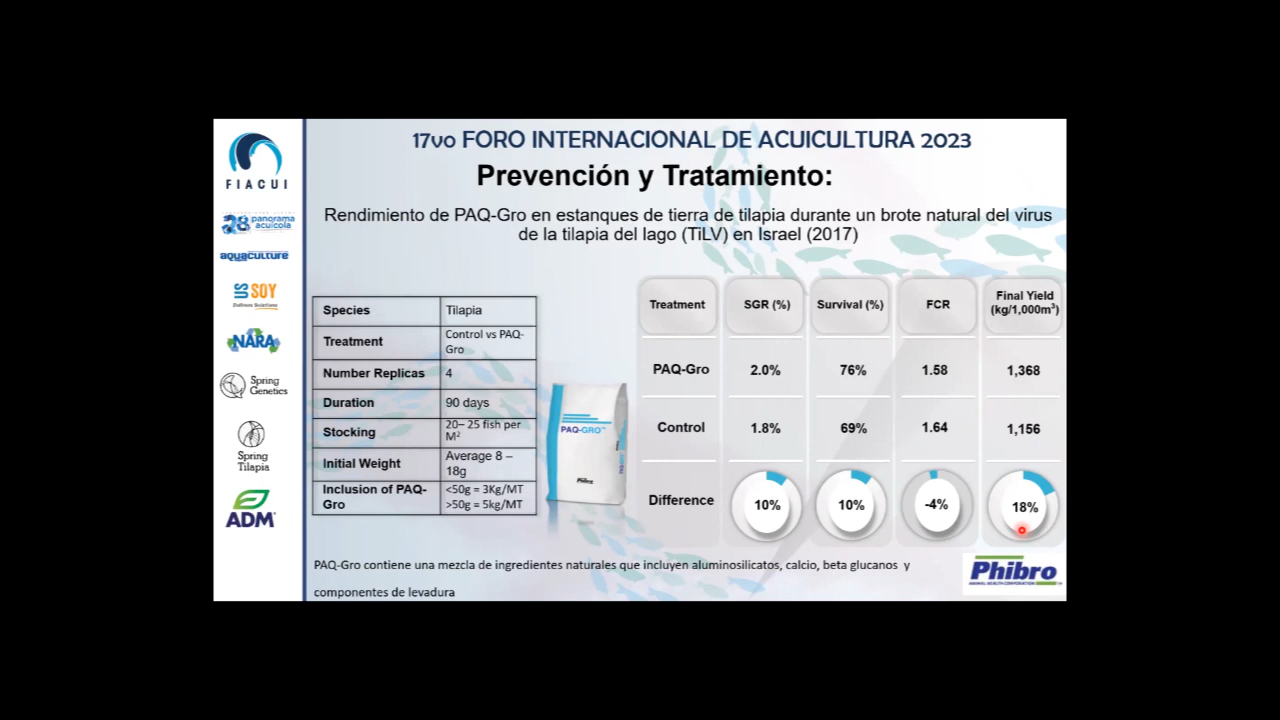 17vo FORO INTERNACIONAL DE ACUICULTURA 2023
Prevención y Tratamiento:
Rendimiento de PAQ-Gro en estanques de tierra de tilapia durante un brote natural del virus
de la tilapia del lago (TiLV) en Israel (2017)
FIACUI
28 panorama
acuícola
aquaculture
US
SOY
NARA
Spring
Genetics
Spring
Tilapia
ADM
Species Tilapia
Treatment Control vs PAQ-
Gro
Number Replicas 4
Duration 90 days
Stocking 20– 25 fish per
M²
Initial Weight Average 8 –
18g
Inclusion of PAQ-
Gro
<50g = 3Kg/MT
>50g = 5kg/MT
PAQ-GRO™
Phibro
Treatment SGR (%) Survival (%) FCR Final Yield
(kg/1,000m³)
PAQ-Gro 2.0% 76% 1.58 1,368
Control 1.8% 69% 1.64 1,156
Difference 10% 10% -4% 18%
PAQ-Gro contiene una mezcla de ingredientes naturales que incluyen aluminosilicatos, calcio, beta glucanos y
componentes de levadura
Phibro
ANIMAL HEALTH CORPORATION